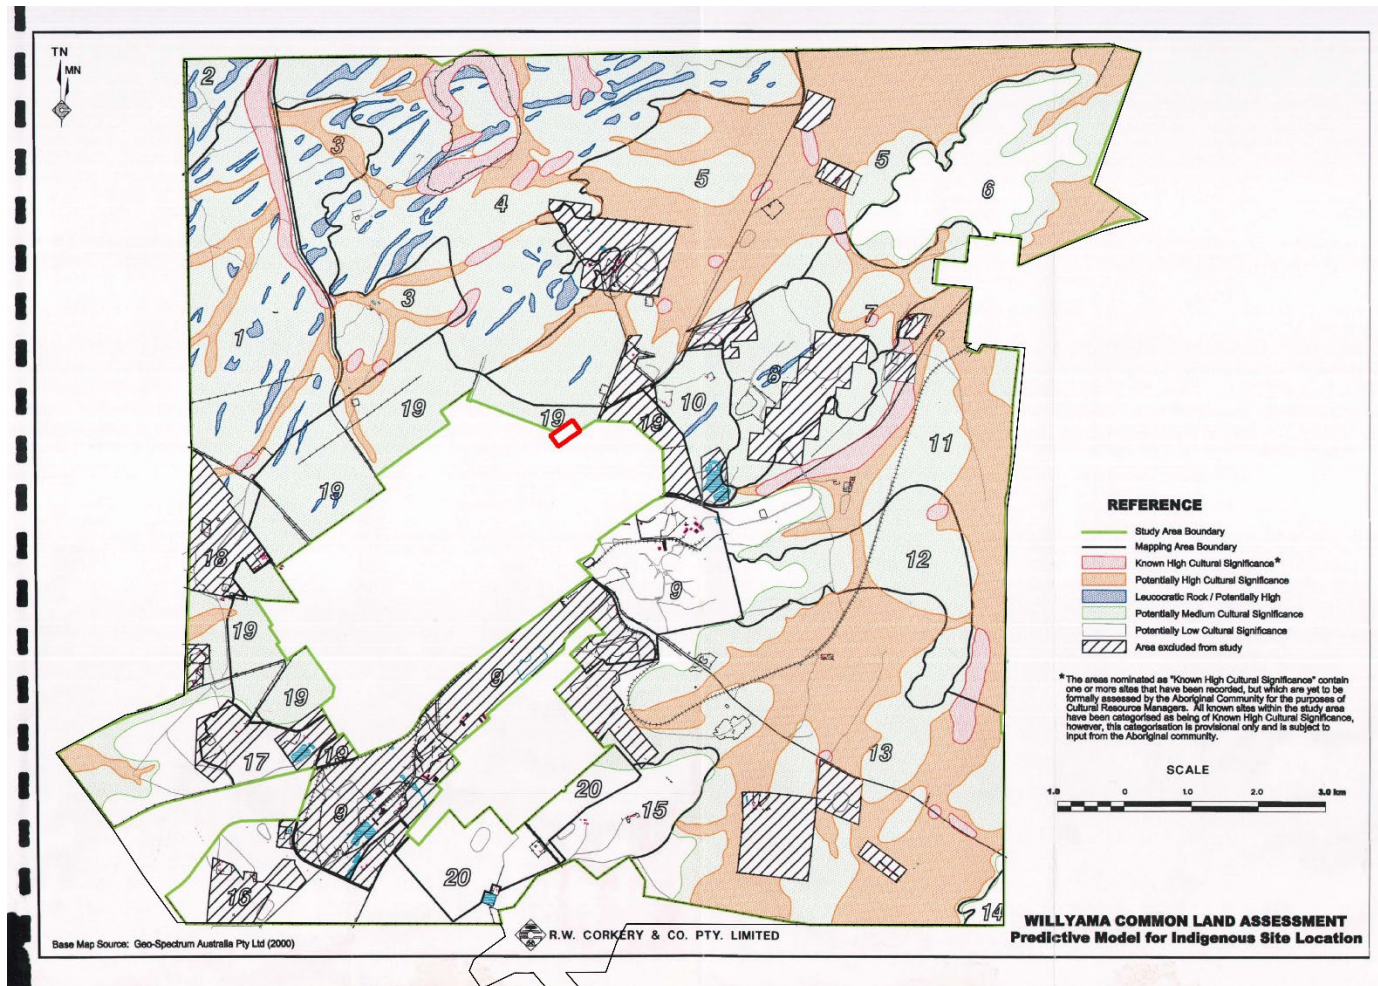 TN
MN
2
3
5
5
6
4
3
7
1
8
19
10
19
19
11
19
18
12
9
19
9
19
17
19
9
13
20
15
20
16
14
REFERENCE
Study Area Boundary
Mapping Area Boundary
Known High Cultural Significance*
Potentially High Cultural Significance
Leucocratic Rock / Potentially High
Potentially Medium Cultural Significance
Potentially Low Cultural Significance
Area excluded from study
* The areas nominated as "Known High Cultural Significance" contain
one or more sites that have been recorded, but which are yet to be
formally assessed by the Aboriginal Community for the purposes of
Cultural Resource Managers. All known sites within the study area
have been categorised as being of Known High Cultural Significance,
however, this categorisation is provisional only and is subject to
input from the Aboriginal community.
SCALE
1.0 0 1.0 2.0 3.0 km
WILLYAMA COMMON LAND ASSESSMENT
Predictive Model for Indigenous Site Location
R.W. CORKERY & CO. PTY. LIMITED
Base Map Source: Geo-Spectrum Australia Pty Ltd (2000)